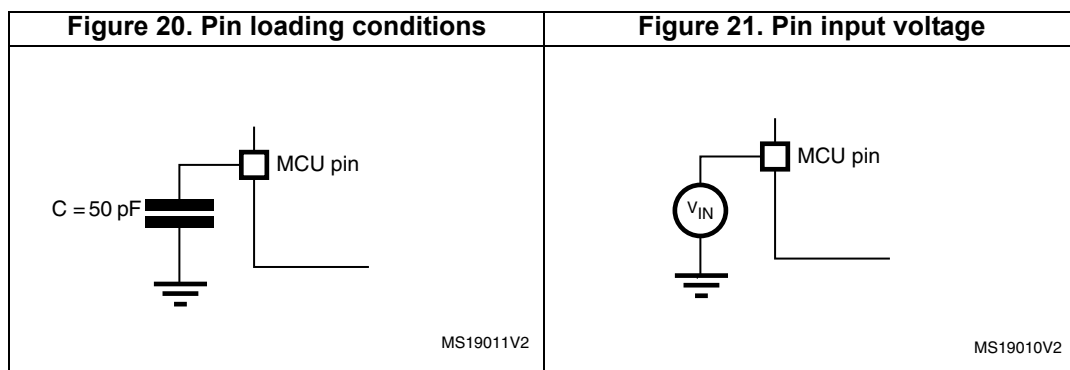 Figure 20. Pin loading conditions
Figure 21. Pin input voltage
MCU pin
C = 50 pF
MS19011V2
MCU pin
VIN
MS19010V2